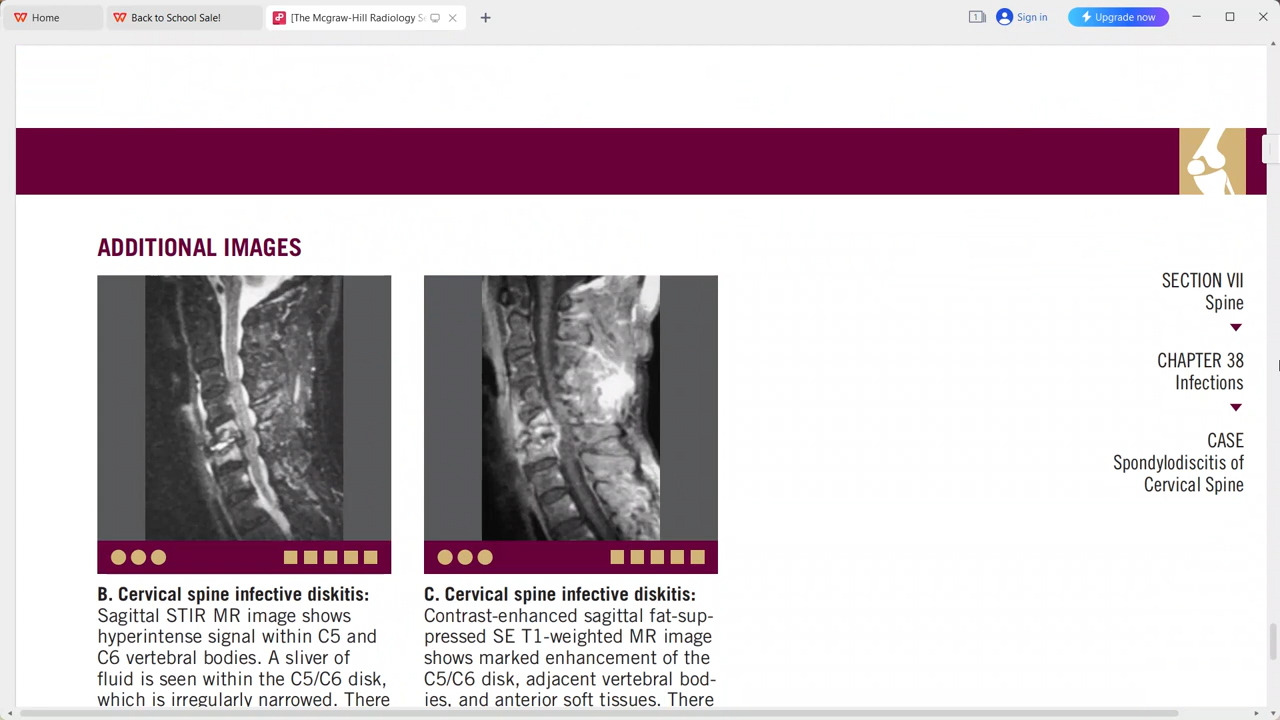 Home
Back to School Sale!
[The Mcgraw-Hill Radiology S
1
Sign in
Upgrade now
ADDITIONAL IMAGES
B. Cervical spine infective diskitis:
Sagittal STIR MR image shows
hyperintense signal within C5 and
C6 vertebral bodies. A sliver of
fluid is seen within the C5/C6 disk,
which is irregularly narrowed. There
C. Cervical spine infective diskitis:
Contrast-enhanced sagittal fat-sup-
pressed SE T1-weighted MR image
shows marked enhancement of the
C5/C6 disk, adjacent vertebral bod-
ies, and anterior soft tissues. There
SECTION VII
Spine
CHAPTER 38
Infections
CASE
Spondylodiscitis of
Cervical Spine